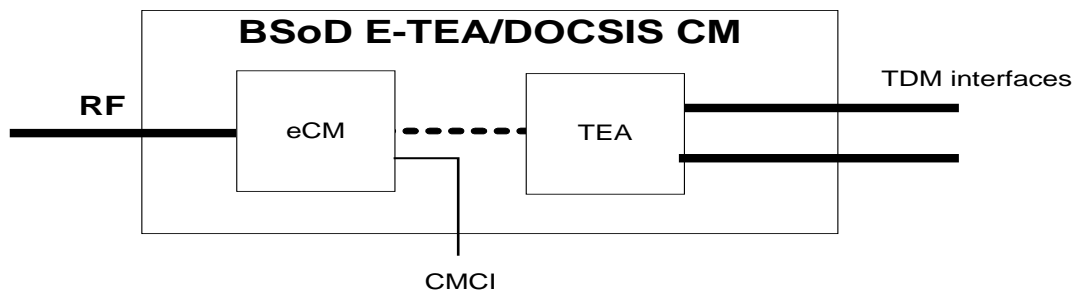 BSoD E-TEA/DOCSIS CM
TDM interfaces
RF
eCM
TEA
CMCI